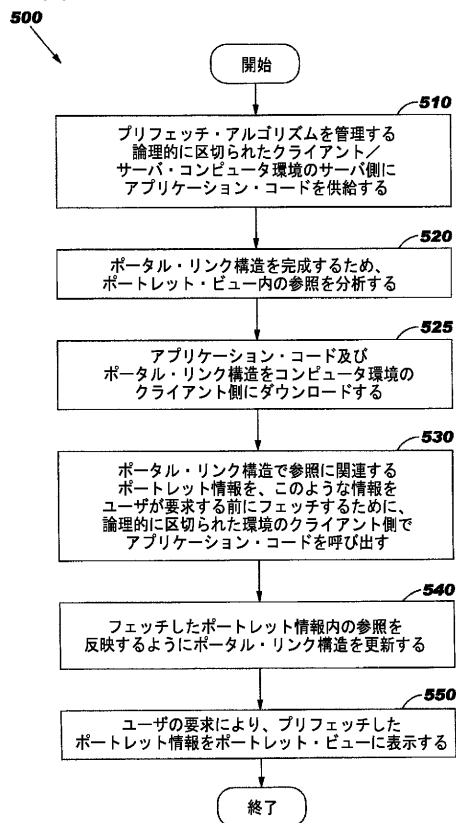 500
開始
510
プリフェッチ・アルゴリズムを管理する
論理的に区切られたクライアント／
サーバ・コンピュータ環境のサーバ側に
アプリケーション・コードを供給する
520
ポータル・リンク構造を完成するため、
ポートレット・ビュー内の参照を分析する
525
アプリケーション・コード及び
ポータル・リンク構造をコンピュータ環境の
クライアント側にダウンロードする
530
ポータル・リンク構造で参照に関連する
ポートレット情報を、このような情報を
ユーザが要求する前にフェッチするために、
論理的に区切られた環境のクライアント側で
アプリケーション・コードを呼び出す
540
フェッチしたポートレット情報内の参照を
反映するようにポータル・リンク構造を更新する
550
ユーザの要求により、プリフェッチした
ポートレット情報をポートレット・ビューに表示する
終了